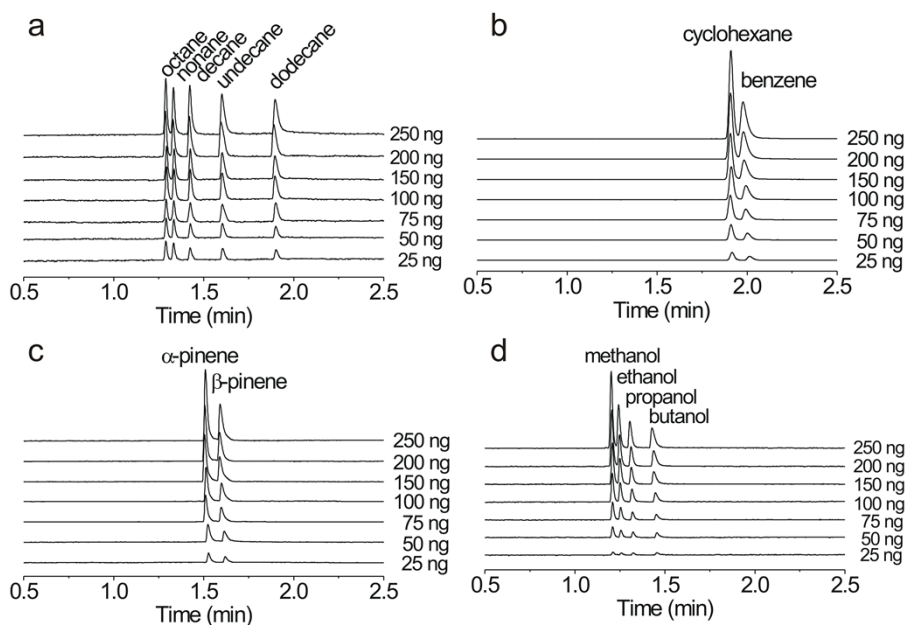 a
octane
nonane
decane
undecane
dodecane
250 ng
200 ng
150 ng
100 ng
75 ng
50 ng
25 ng
0.5 1.0 1.5 2.0 2.5
Time (min)
b
cyclohexane
benzene
250 ng
200 ng
150 ng
100 ng
75 ng
50 ng
25 ng
0.5 1.0 1.5 2.0 2.5
Time (min)
c
α-pinene
β-pinene
250 ng
200 ng
150 ng
100 ng
75 ng
50 ng
25 ng
0.5 1.0 1.5 2.0 2.5
Time (min)
d
methanol
ethanol
propanol
butanol
250 ng
200 ng
150 ng
100 ng
75 ng
50 ng
25 ng
0.5 1.0 1.5 2.0 2.5
Time (min)